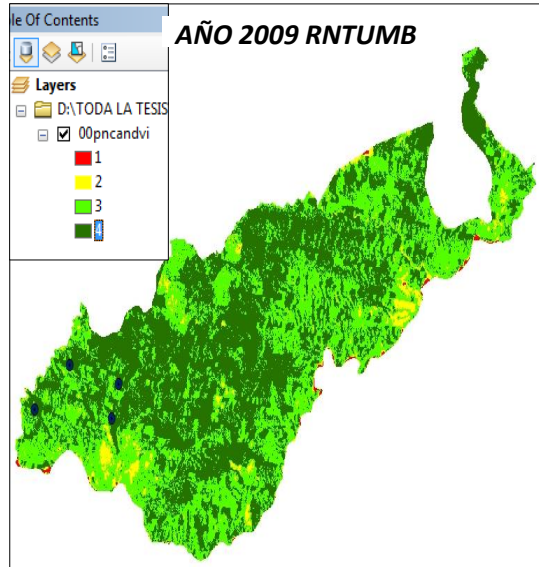 le Of Contents
AÑO 2009 RNTUMB
Layers
D:\TODA LA TESIS
00pncandvi
1
2
3
4